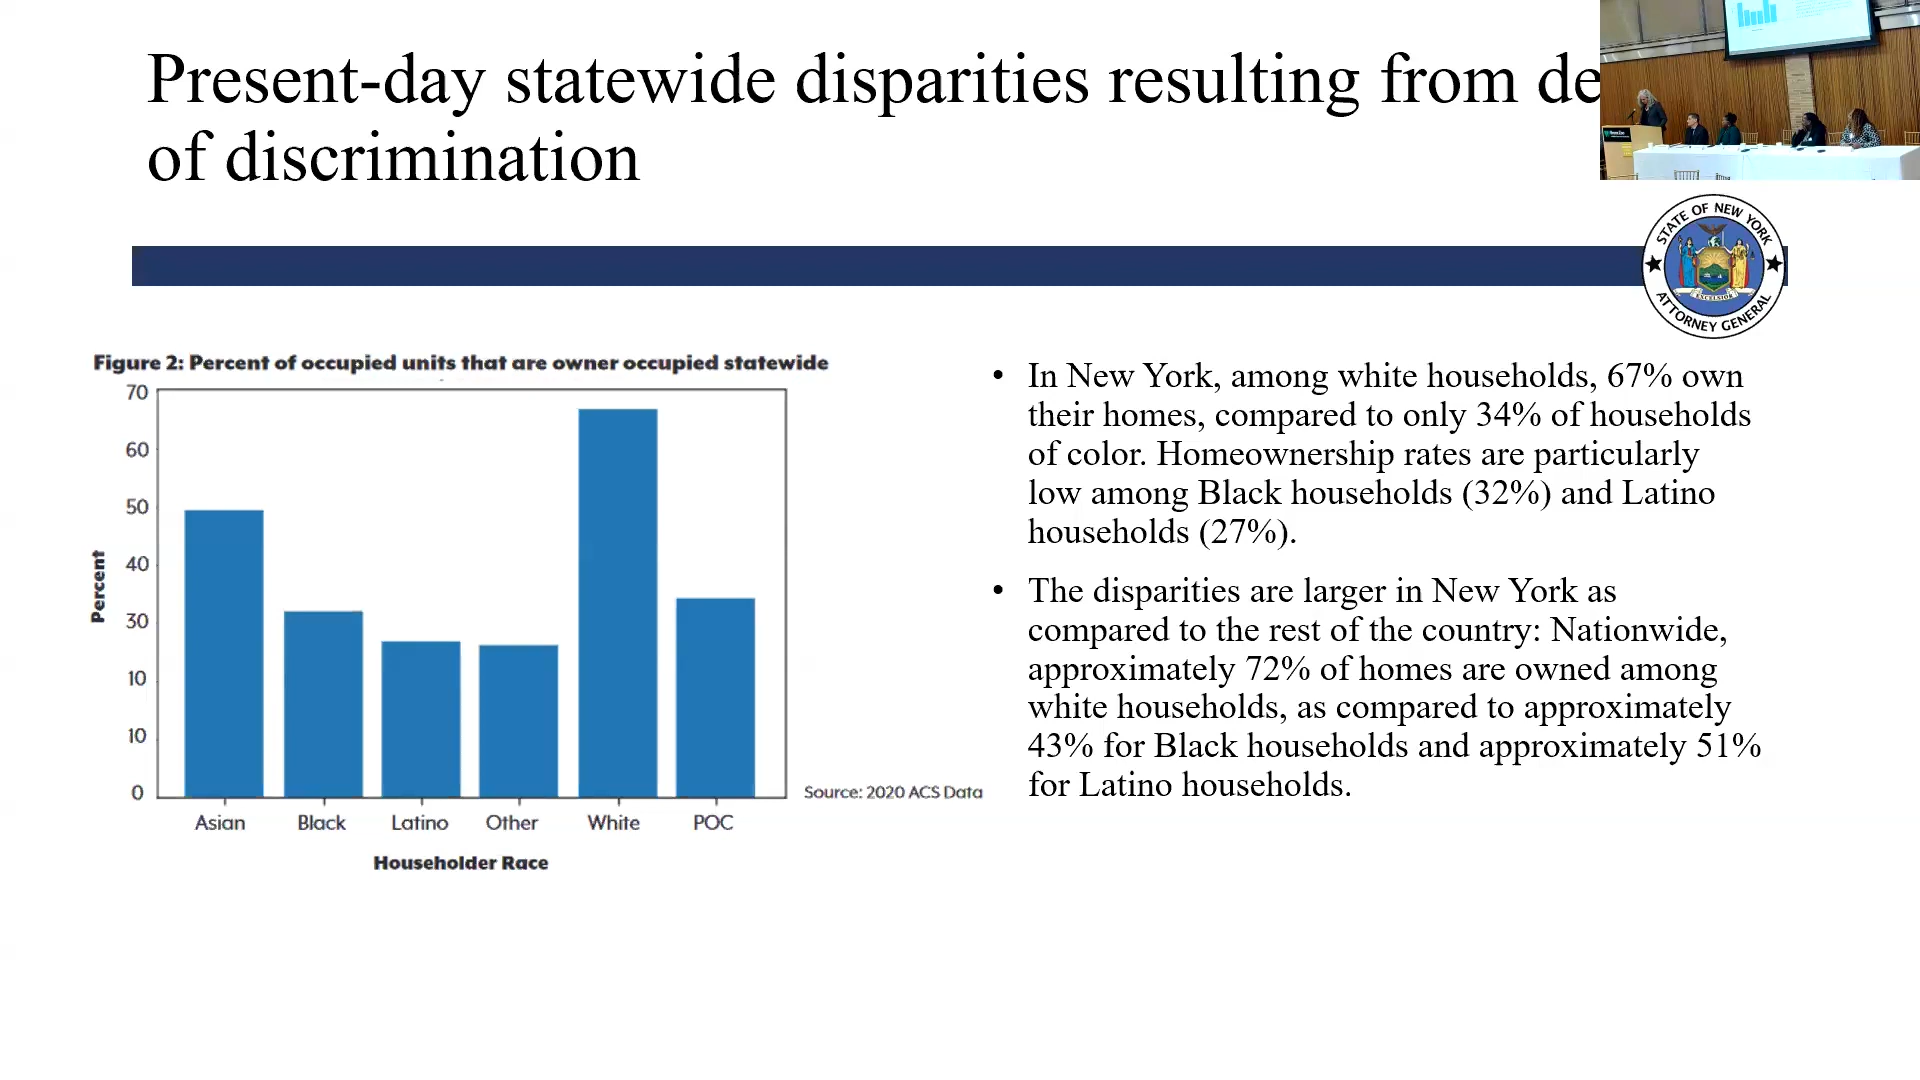 Present-day statewide disparities resulting from de
of discrimination
STATE OF NEW YORK
EXCELSIOR
ATTORNEY GENERAL
Figure 2: Percent of occupied units that are owner occupied statewide
70
60
50
40
30
10
10
0
Percent
Asian Black Latino Other White POC
Householder Race
Source: 2020 ACS Data
• In New York, among white households, 67% own
their homes, compared to only 34% of households
of color. Homeownership rates are particularly
low among Black households (32%) and Latino
households (27%).
• The disparities are larger in New York as
compared to the rest of the country: Nationwide,
approximately 72% of homes are owned among
white households, as compared to approximately
43% for Black households and approximately 51%
for Latino households.